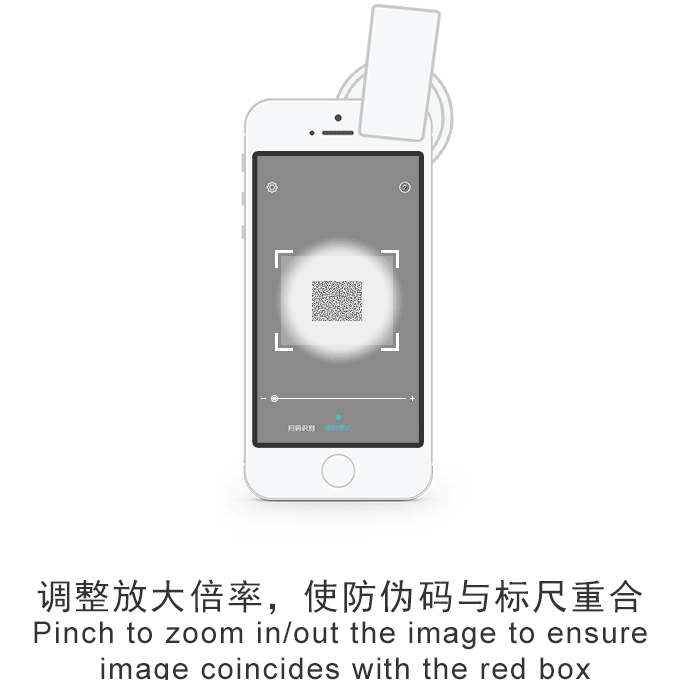 扫码识别
调整放大倍率，使防伪码与标尺重合
Pinch to zoom in/out the image to ensure
image coincides with the red box